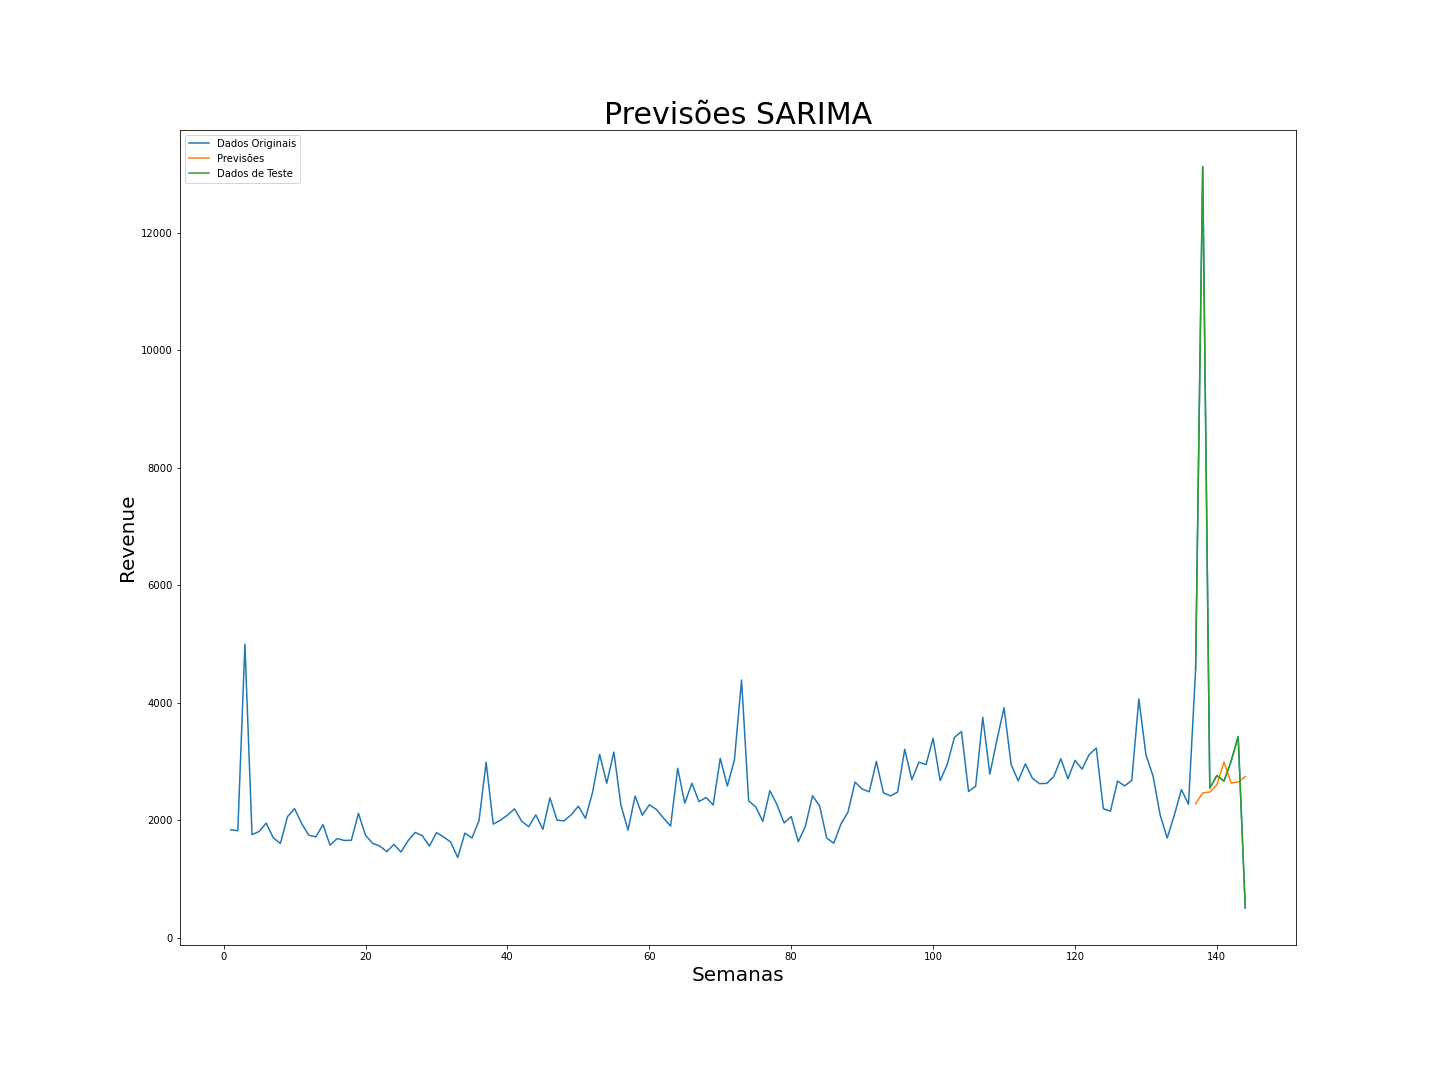 Previsões SARIMA
Dados Originais
Previsões
Dados de Teste
12000
10000
8000
6000
4000
2000
0
Revenue
0 20 40 60 80 100 120 140
Semanas